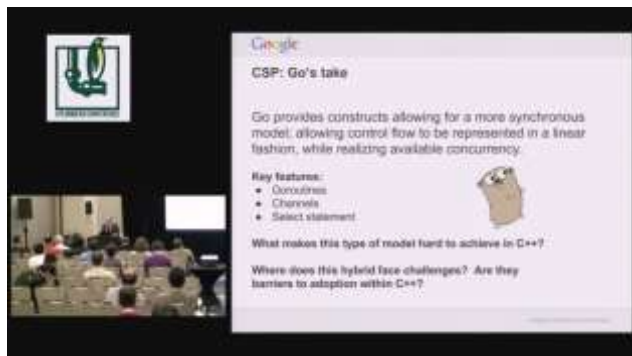 Google
CSP: Go's take
Go provides constructs allowing for a more synchronous
model; allowing control flow to be represented in a linear
fashion, while realizing available concurrency.
Key features:
● Goroutines
● Channels
● Select statement
What makes this type of model hard to achieve in C++?
Where does this hybrid face challenges? Are they
barriers to adoption within C++?